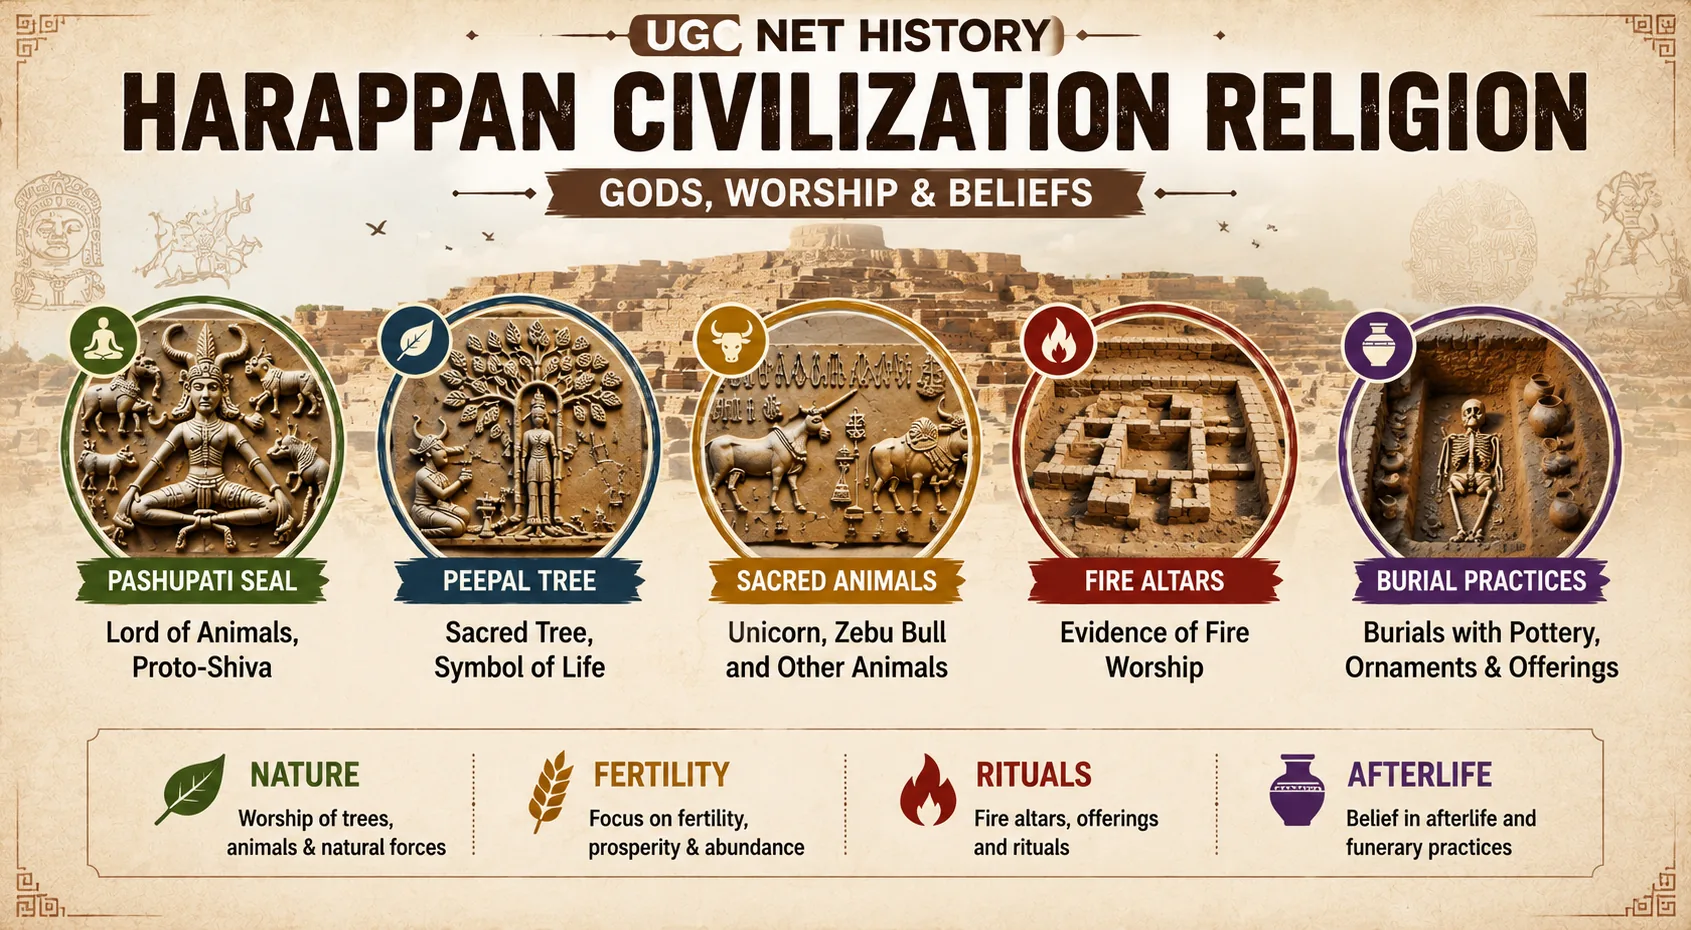 UGC NET HISTORY
HARAPPAN CIVILIZATION RELIGION
GODS, WORSHIP & BELIEFS
PASHUPATI SEAL
Lord of Animals,
Proto-Shiva
PEEPAL TREE
Sacred Tree,
Symbol of Life
SACRED ANIMALS
Unicorn, Zebu Bull
and Other Animals
FIRE ALTARS
Evidence of Fire
Worship
BURIAL PRACTICES
Burials with Pottery,
Ornaments & Offerings
NATURE
Worship of trees,
animals & natural forces
FERTILITY
Focus on fertility,
prosperity & abundance
RITUALS
Fire altars, offerings
and rituals
AFTERLIFE
Belief in afterlife and
funerary practices